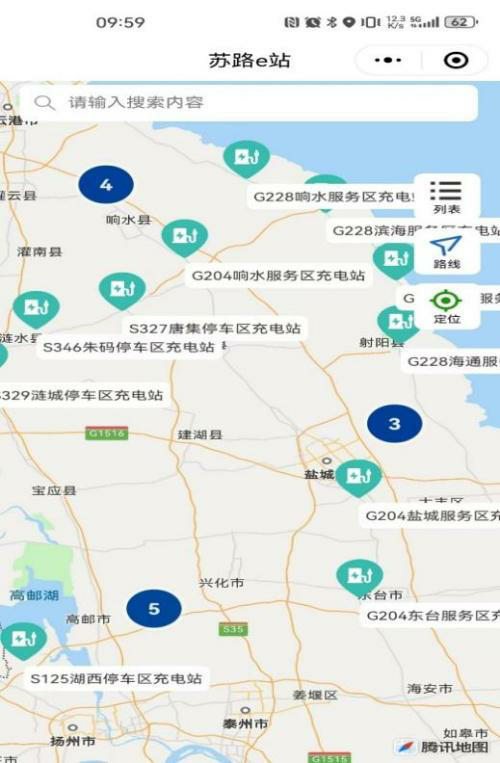 09:59
12.3 K/s
5G
62
苏路e站
请输入搜索内容
云港市
4
G228响水服务区充电
灌云县
响水县
列表
G228滨海服务区充电站
灌南县
路线
G204响水服务区充电站
定位
S327唐集停车区充电站
涟水县
S346朱码停车区充电站
射阳县
G228海通服
S329涟城停车区充电站
3
G1516
建湖县
盐城
宝应县
G204盐城服务区充
兴化市
高邮湖
5
东台市
高邮市
G204东台服务区充
S35
S125湖西停车区充电站
海安市
姜堰区
泰州市
如皋市
扬州市
腾讯地图
G1515